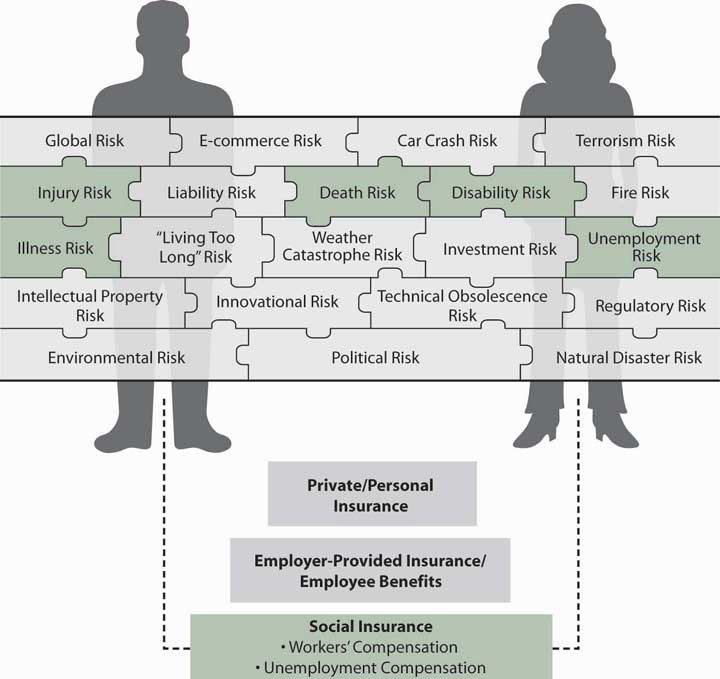 Global Risk
E-commerce Risk
Car Crash Risk
Terrorism Risk
Injury Risk
Liability Risk
Death Risk
Disability Risk
Fire Risk
Illness Risk
“Living Too
Long” Risk
Weather
Catastrophe Risk
Investment Risk
Unemployment
Risk
Intellectual Property
Risk
Innovational Risk
Technical Obsolescence
Risk
Regulatory Risk
Environmental Risk
Political Risk
Natural Disaster Risk
Private/Personal
Insurance
Employer-Provided Insurance/
Employee Benefits
Social Insurance
• Workers’ Compensation
• Unemployment Compensation